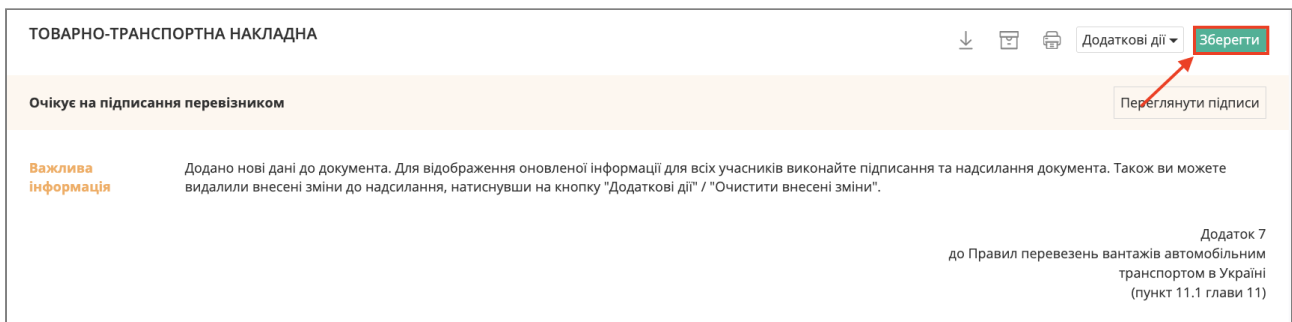 ТОВАРНО-ТРАНСПОРТНА НАКЛАДНА
Додаткові дії
Зберегти
Очікує на підписання перевізником
Переглянути підписи
Важлива інформація
Додано нові дані до документа. Для відображення оновленої інформації для всіх учасників виконайте підписання та надсилання документа. Також ви можете
видалили внесені зміни до надсилання, натиснувши на кнопку "Додаткові дії" / "Очистити внесені зміни".
Додаток 7
до Правил перевезень вантажів автомобільним
транспортом в Україні
(пункт 11.1 глави 11)